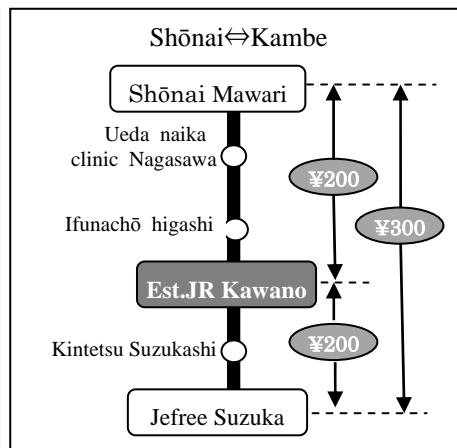 Shōnai⇔Kambe
Shōnai Mawari
Ueda naika
clinic Nagasawa
¥200
Ifunachō higashi
¥300
Est.JR Kawano
Kintetsu Suzukashi
¥200
Jefree Suzuka